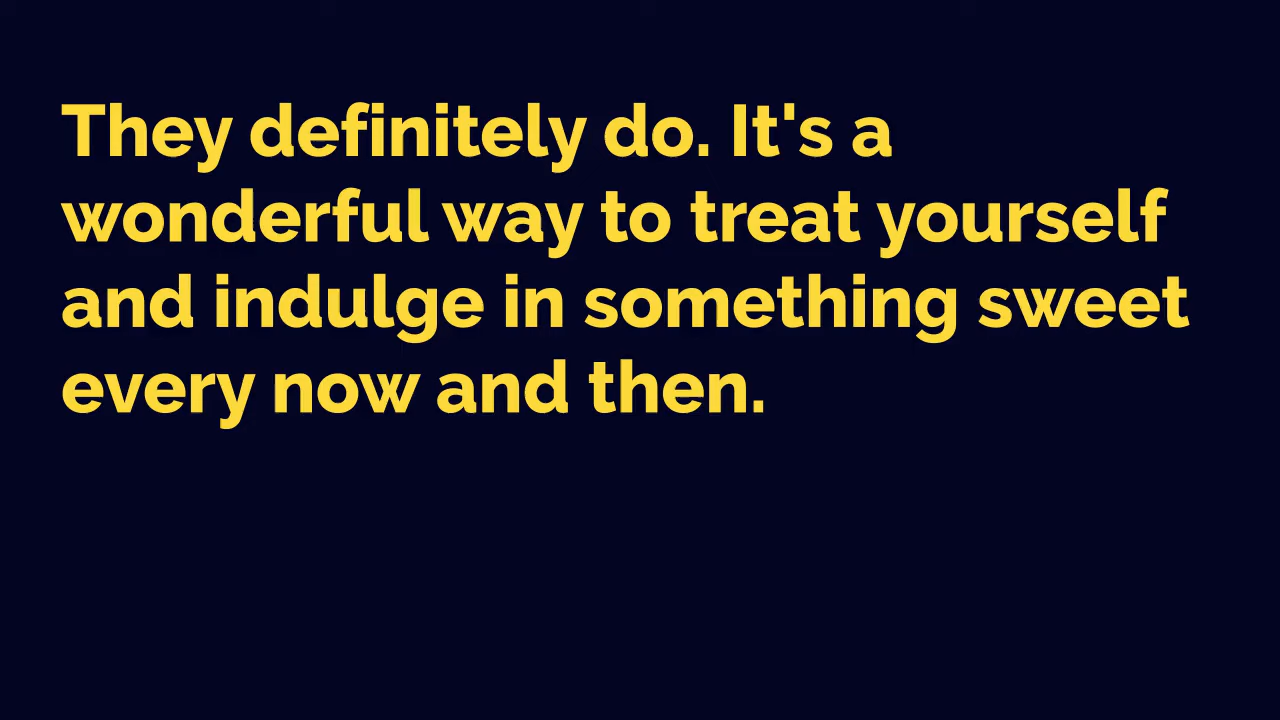 They definitely do. It's a
wonderful way to treat yourself
and indulge in something sweet
every now and then.